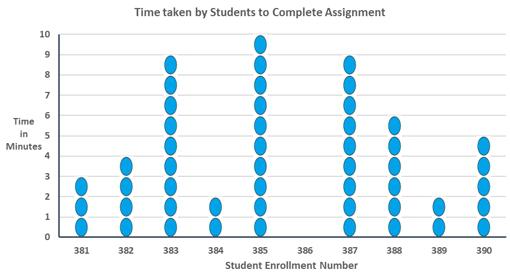 Time taken by Students to Complete Assignment
10
9
8
7
6
5
4
3
2
1
0
Time
in
Minutes
381 382 383 384 385 386 387 388 389 390
Student Enrollment Number